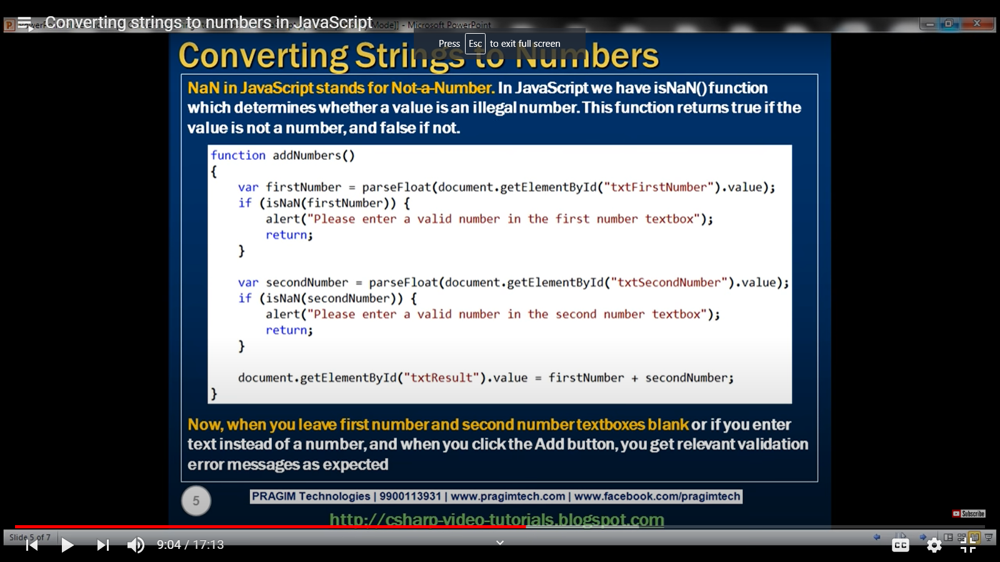 Converting strings to numbers in JavaScript
Mode]] - Microsoft PowerPoint
Press Esc to exit full screen
Converting Strings to Numbers
NaN in JavaScript stands for Not-a-Number. In JavaScript we have isNaN() function
which determines whether a value is an illegal number. This function returns true if the
value is not a number, and false if not.
function addNumbers()
{
var firstNumber = parseFloat(document.getElementById("txtFirstNumber").value);
if (isNaN(firstNumber)) {
alert("Please enter a valid number in the first number textbox");
return;
}
var secondNumber = parseFloat(document.getElementById("txtSecondNumber").value);
if (isNaN(secondNumber)) {
alert("Please enter a valid number in the second number textbox");
return;
}
document.getElementById("txtResult").value = firstNumber + secondNumber;
}
Now, when you leave first number and second number textboxes blank or if you enter
text instead of a number, and when you click the Add button, you get relevant validation
error messages as expected
5
PRAGIM Technologies | 9900113931 | www.pragimtech.com | www.facebook.com/pragimtech
http://csharp-video-tutorials.blogspot.com
Subscribe
Slide 5 of 7
9:04 / 17:13
CC